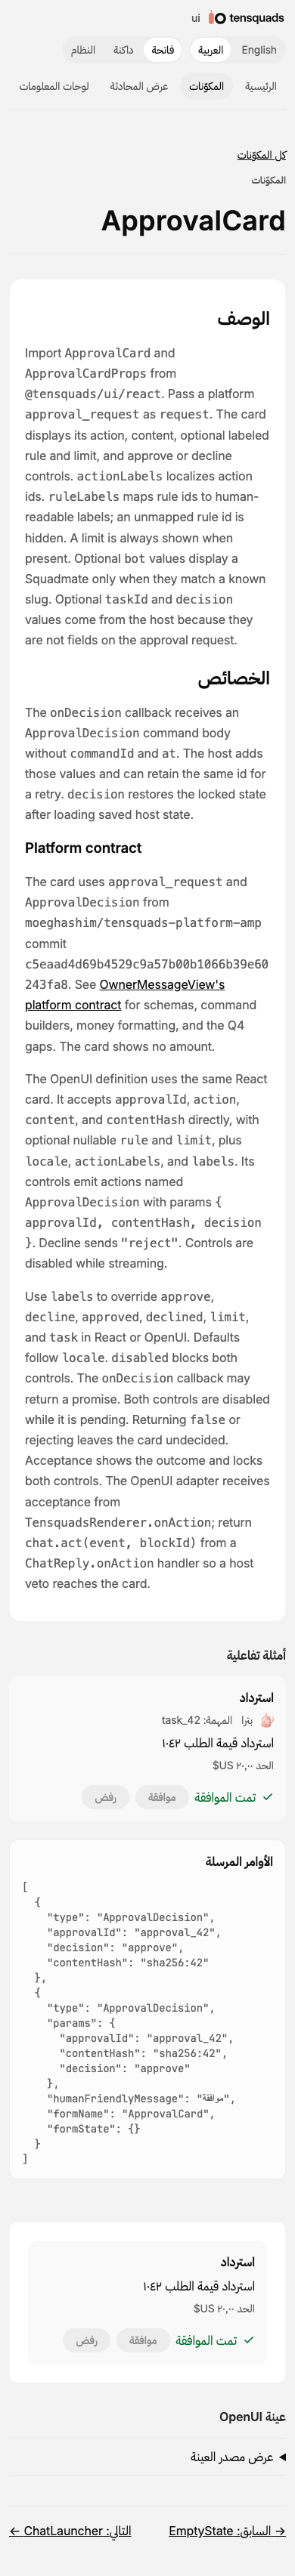 tensquads ui
English العربية فاتحة داكنة النظام
الرئيسية المكوّنات عرض المحادثة لوحات المعلومات
كل المكوّنات
المكوّنات
ApprovalCard
الوصف
Import ApprovalCard and
ApprovalCardProps from
@tensquads/ui/react. Pass a platform
approval_request as request. The card
displays its action, content, optional labeled
rule and limit, and approve or decline
controls. actionLabels localizes action
ids. ruleLabels maps rule ids to human-
readable labels; an unmapped rule id is
hidden. A limit is always shown when
present. Optional bot values display a
Squadmate only when they match a known
slug. Optional taskId and decision
values come from the host because they
are not fields on the approval request.
الخصائص
The onDecision callback receives an
ApprovalDecision command body
without commandId and at. The host adds
those values and can retain the same id for
a retry. decision restores the locked state
after loading saved host state.
Platform contract
The card uses approval_request and
ApprovalDecision from
moeghashim/tensquads-platform-amp
commit
c5eaad4d69b4529c9a57b00b1066b39e60
243fa8. See OwnerMessageView's
platform contract for schemas, command
builders, money formatting, and the Q4
gaps. The card shows no amount.
The OpenUI definition uses the same React
card. It accepts approvalId, action,
content, and contentHash directly, with
optional nullable rule and limit, plus
locale, actionLabels, and labels. Its
controls emit actions named
ApprovalDecision with params {
approvalId, contentHash, decision
}. Decline sends "reject". Controls are
disabled while streaming.
Use labels to override approve,
decline, approved, declined, limit,
and task in React or OpenUI. Defaults
follow locale. disabled blocks both
controls. The onDecision callback may
return a promise. Both controls are disabled
while it is pending. Returning false or
rejecting leaves the card undecided.
Acceptance shows the outcome and locks
both controls. The OpenUI adapter receives
acceptance from
TensquadsRenderer.onAction; return
chat.act(event, blockId) from a
ChatReply.onAction handler so a host
veto reaches the card.
أمثلة تفاعلية
استرداد
بترا المهمة: task_42
استرداد قيمة الطلب ١٠٤٢
الحد ٢٠٫٠٠ US$
تمت الموافقة موافقة رفض
الأوامر المرسلة
[
{
"type": "ApprovalDecision",
"approvalId": "approval_42",
"decision": "approve",
"contentHash": "sha256:42"
},
{
"type": "ApprovalDecision",
"params": {
"approvalId": "approval_42",
"contentHash": "sha256:42",
"decision": "approve"
},
"humanFriendlyMessage": "موافقة",
"formName": "ApprovalCard",
"formState": {}
}
]
استرداد
استرداد قيمة الطلب ١٠٤٢
الحد ٢٠٫٠٠ US$
تمت الموافقة موافقة رفض
عينة OpenUI
عرض مصدر العينة
→ السابق: EmptyState التالي: ChatLauncher ←